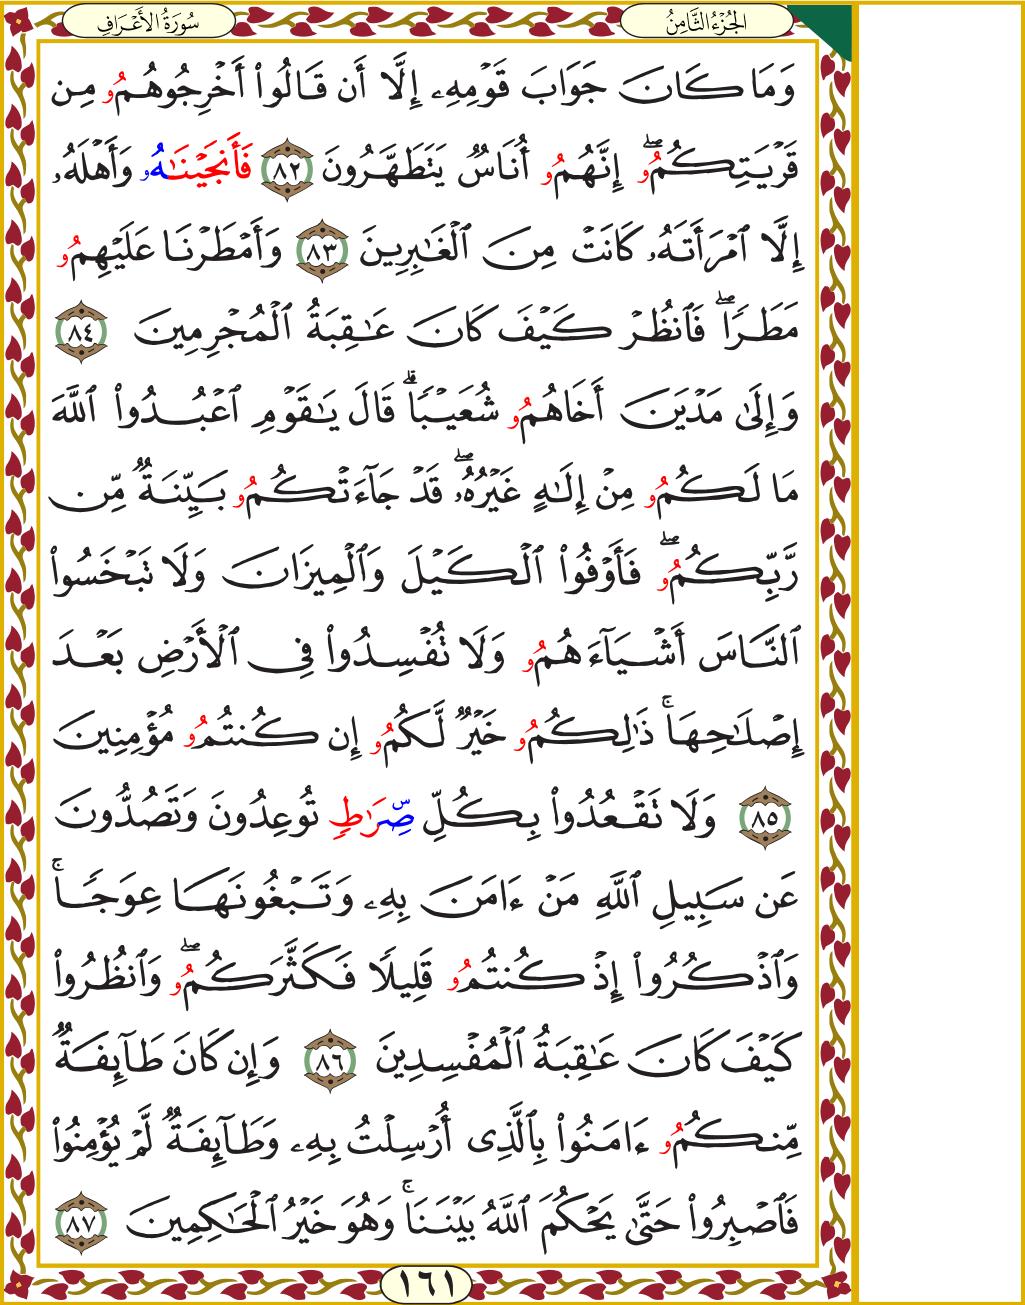 الجُزْءُ الثَّامِنُ
سُورَةُ الأَعْرَافِ
وَمَا كَانَ جَوَابَ قَوْمِهِۦ إِلَّا أَن قَالُوا۟ أَخْرِجُوهُمُۥ مِن
قَرْيَتِكُمُۥ ۖ إِنَّهُمُۥ أُنَاسٌ يَتَطَهَّرُونَ ٨٢ فَأَنجَيْنَـٰهُۥ وَأَهْلَهُۥ
إِلَّا ٱمْرَأَتَهُۥ كَانَتْ مِنَ ٱلْغَـٰبِرِينَ ٨٣ وَأَمْطَرْنَا عَلَيْهِمُۥ
مَطَرًا ۖ فَٱنظُرْ كَيْفَ كَانَ عَـٰقِبَةُ ٱلْمُجْرِمِينَ ٨٤
وَإِلَىٰ مَدْيَنَ أَخَاهُمُۥ شُعَيْبًا ۗ قَالَ يَـٰقَوْمِ ٱعْبُدُوا۟ ٱللَّهَ
مَا لَكُمُۥ مِنْ إِلَـٰهٍ غَيْرُهُۥ ۖ قَدْ جَآءَتْكُمُۥ بَيِّنَةٌ مِّن
رَّبِّكُمُۥ ۖ فَأَوْفُوا۟ ٱلْكَيْلَ وَٱلْمِيزَانَ وَلَا تَبْخَسُوا۟
ٱلنَّاسَ أَشْيَآءَهُمُۥ وَلَا تُفْسِدُوا۟ فِى ٱلْأَرْضِ بَعْدَ
إِصْلَـٰحِهَا ۚ ذَٰلِكُمُۥ خَيْرٌ لَّكُمُۥ إِن كُنتُمُۥ مُؤْمِنِينَ
٨٥ وَلَا تَقْعُدُوا۟ بِكُلِّ صِّرَٰطٍ تُوعِدُونَ وَتَصُدُّونَ
عَن سَبِيلِ ٱللَّهِ مَنْ ءَامَنَ بِهِۦ وَتَبْغُونَهَا عِوَجًا ۚ
وَٱذْكُرُوا۟ إِذْ كُنتُمُۥ قَلِيلًا فَكَثَّرَكُمُۥ ۖ وَٱنظُرُوا۟
كَيْفَ كَانَ عَـٰقِبَةُ ٱلْمُفْسِدِينَ ٨٦ وَإِن كَانَ طَآئِفَةٌ
مِّنكُمُۥ ءَامَنُوا۟ بِٱلَّذِى أُرْسِلْتُ بِهِۦ وَطَآئِفَةٌ لَّمْ يُؤْمِنُوا۟
فَٱصْبِرُوا۟ حَتَّىٰ يَحْكُمَ ٱللَّهُ بَيْنَنَا ۚ وَهُوَ خَيْرُ ٱلْحَـٰكِمِينَ ٨٧
١٦١